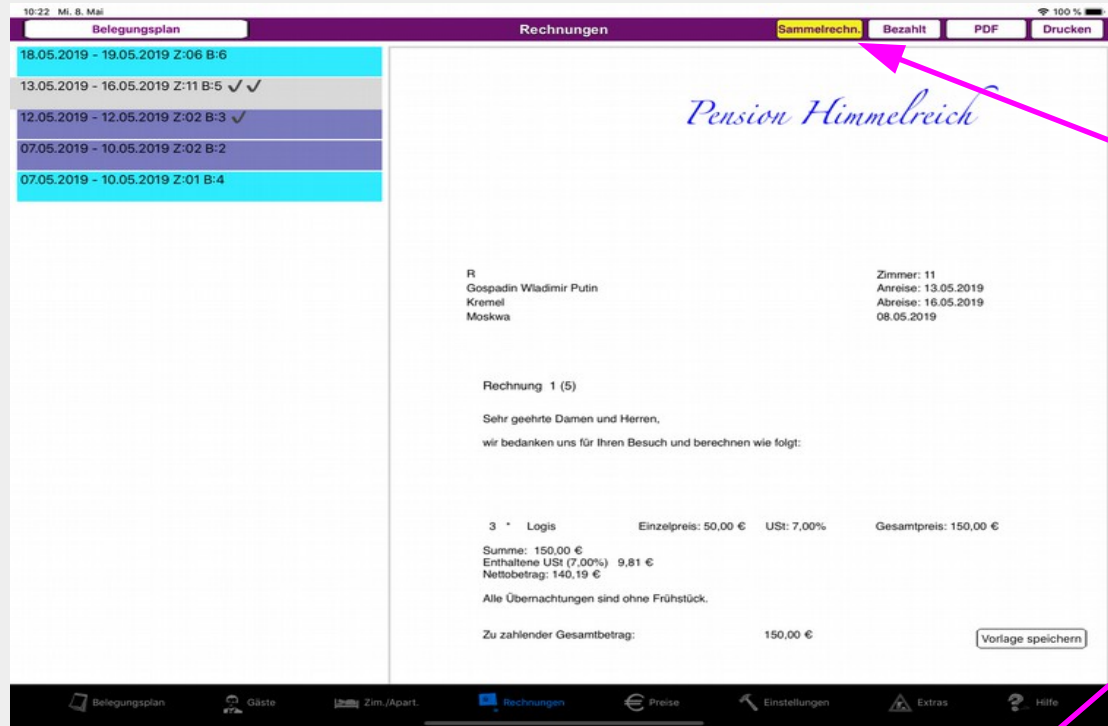 10:22 Mi. 8. Mai
100 %
Belegungsplan
Rechnungen
Sammelrechn.
Bezahlt
PDF
Drucken
18.05.2019 - 19.05.2019 Z:06 B:6
13.05.2019 - 16.05.2019 Z:11 B:5 ✓ ✓
12.05.2019 - 12.05.2019 Z:02 B:3 ✓
07.05.2019 - 10.05.2019 Z:02 B:2
07.05.2019 - 10.05.2019 Z:01 B:4
Pension Himmelreich
R
Gospadin Wladimir Putin
Kremel
Moskwa
Zimmer: 11
Anreise: 13.05.2019
Abreise: 16.05.2019
08.05.2019
Rechnung 1 (5)
Sehr geehrte Damen und Herren,
wir bedanken uns für Ihren Besuch und berechnen wie folgt:
3 * Logis Einzelpreis: 50,00 € USt: 7,00% Gesamtpreis: 150,00 €
Summe: 150,00 €
Enthaltene USt (7,00%) 9,81 €
Nettobetrag: 140,19 €
Alle Übernachtungen sind ohne Frühstück.
Zu zahlender Gesamtbetrag: 150,00 €
Vorlage speichern
Belegungsplan
Gäste
Zim./Apart.
Rechnungen
Preise
Einstellungen
Extras
Hilfe